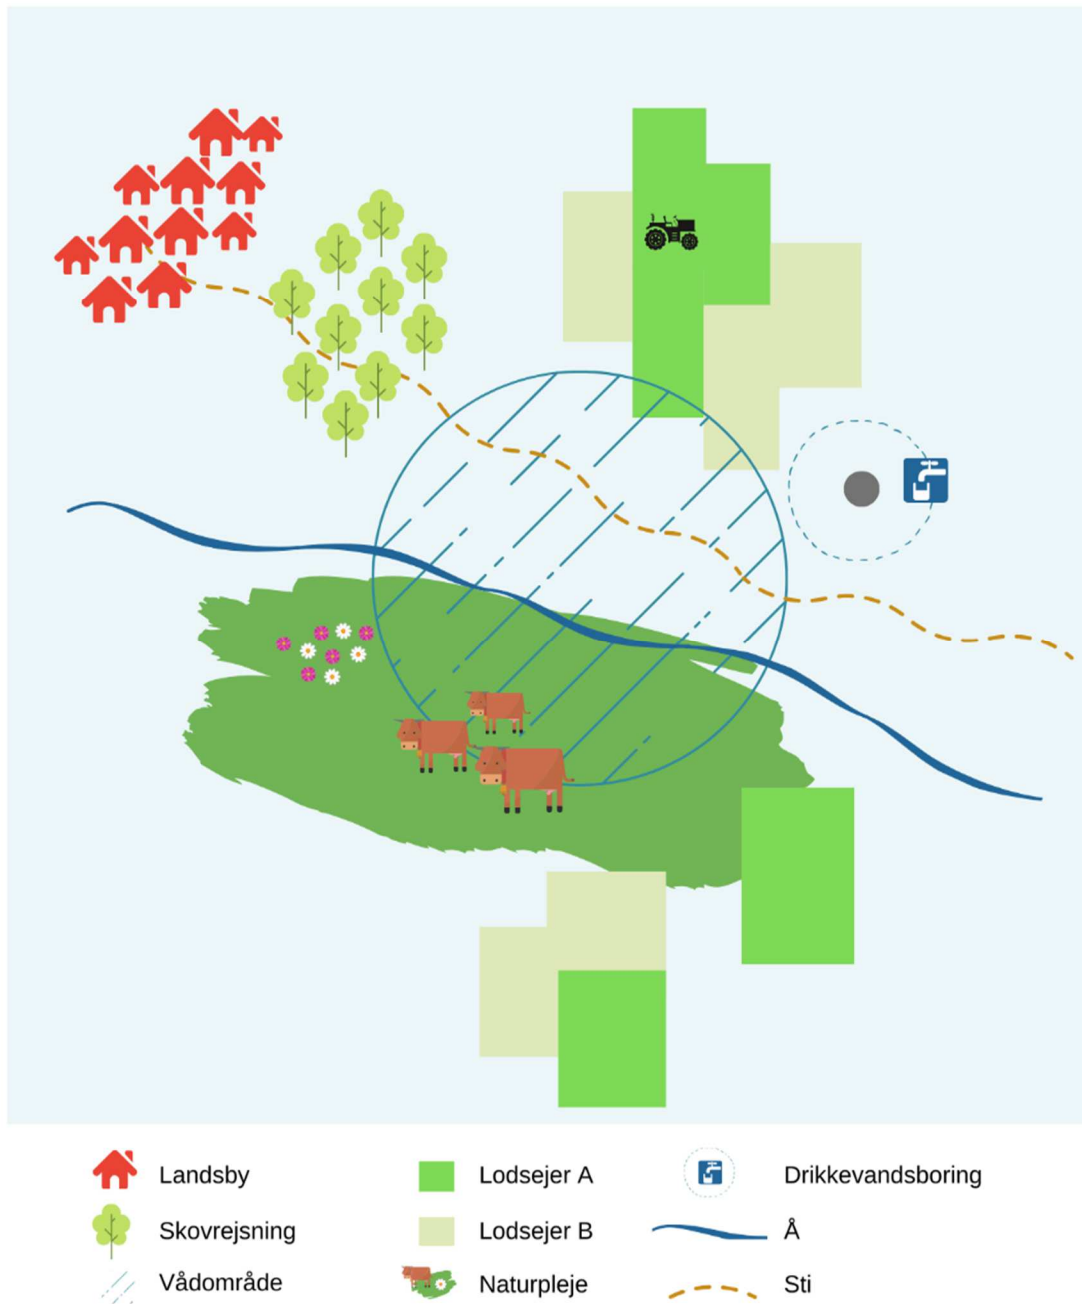 Landsby
Lodsejer A
Drikkevandsboring
Skovrejsning
Lodsejer B
Å
Vådområde
Naturpleje
Sti